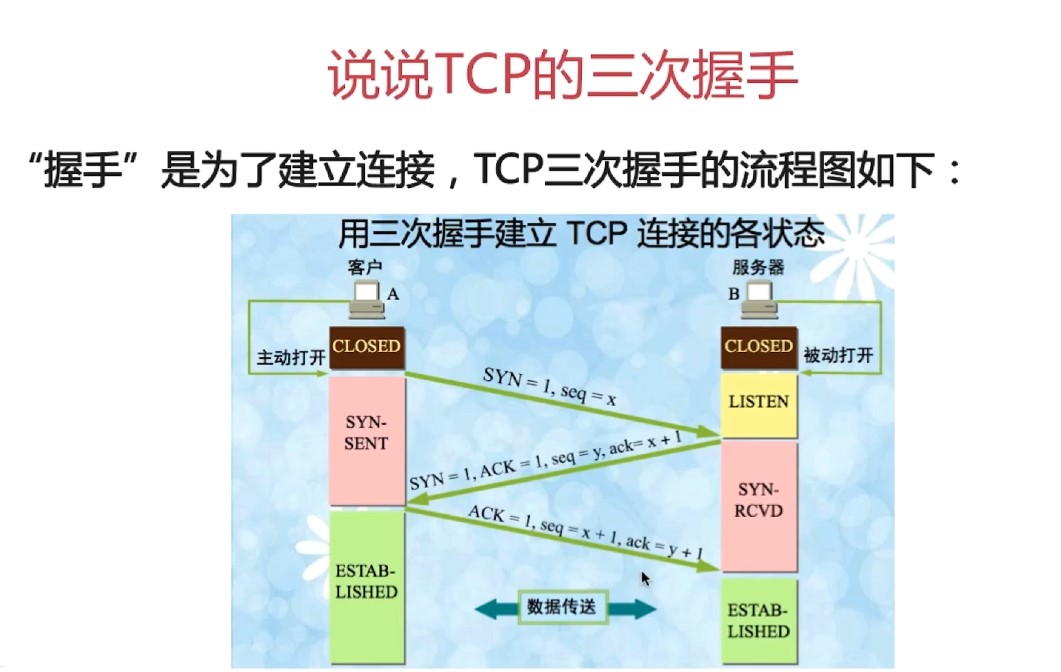 说说TCP的三次握手
“握手”是为了建立连接，TCP三次握手的流程图如下：
用三次握手建立 TCP 连接的各状态
客户
服务器
A
B
CLOSED
CLOSED
主动打开
被动打开
SYN = 1, seq = x
LISTEN
SYN-
SENT
SYN = 1, ACK = 1, seq = y, ack= x + 1
SYN-
RCVD
ACK = 1, seq = x + 1, ack = y + 1
ESTAB-
LISHED
数据传送
ESTAB-
LISHED